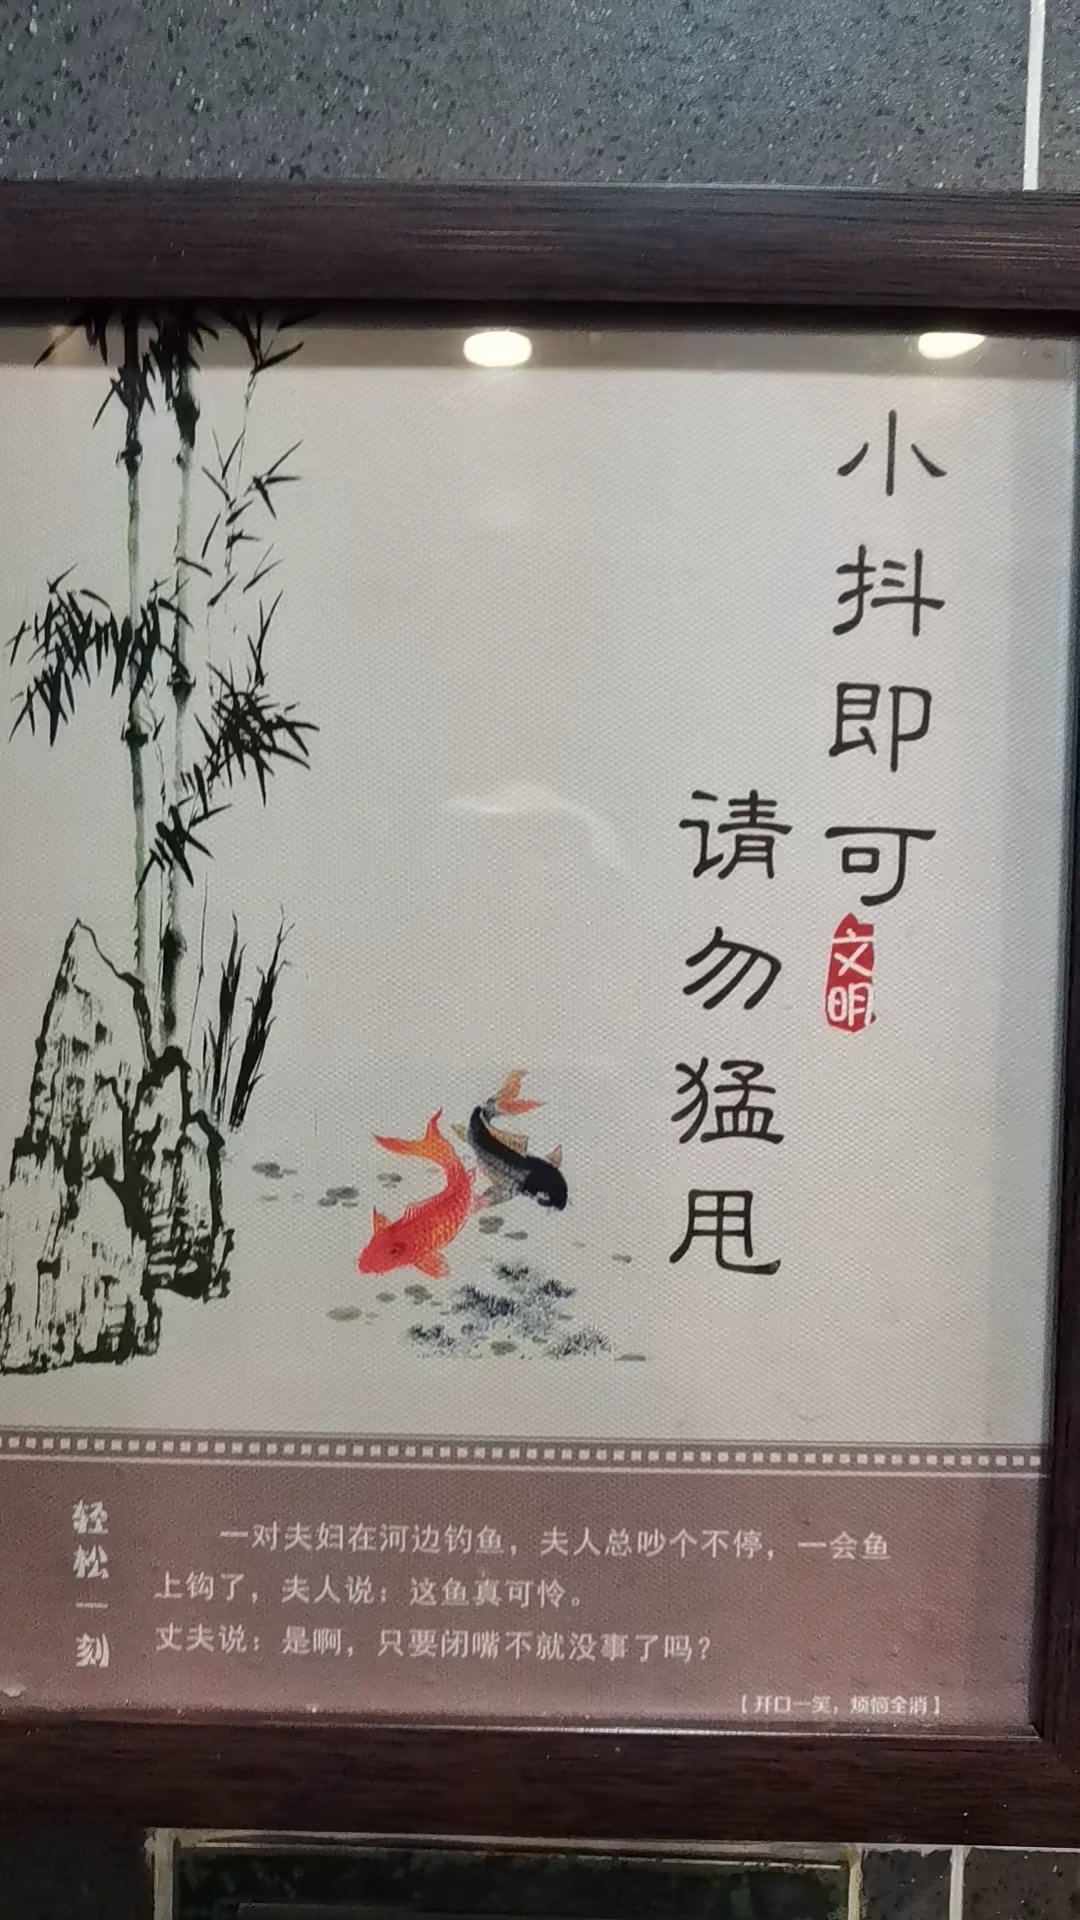 小抖即可
文明
请勿猛甩
轻松一刻
一对夫妇在河边钓鱼，夫人总吵个不停，一会鱼
上钩了，夫人说：这鱼真可怜。
丈夫说：是啊，只要闭嘴不就没事了吗？
【开口一笑，烦恼全消】